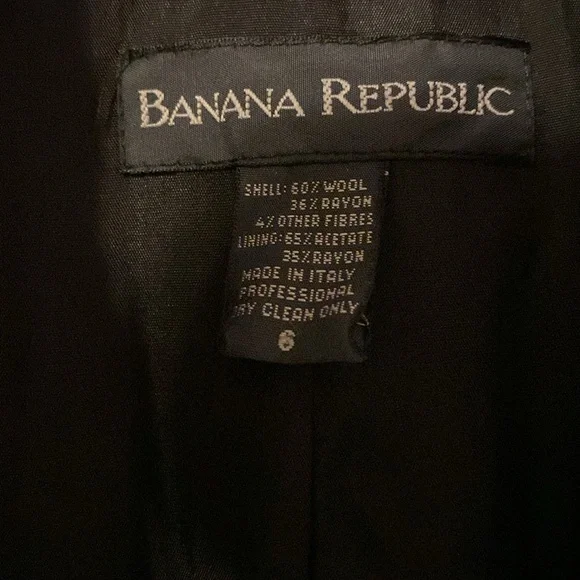 BANANA REPUBLIC
SHELL: 60% WOOL
36% RAYON
4% OTHER FIBRES
LINING: 65% ACETATE
35% RAYON
MADE IN ITALY
PROFESSIONAL
DRY CLEAN ONLY
6